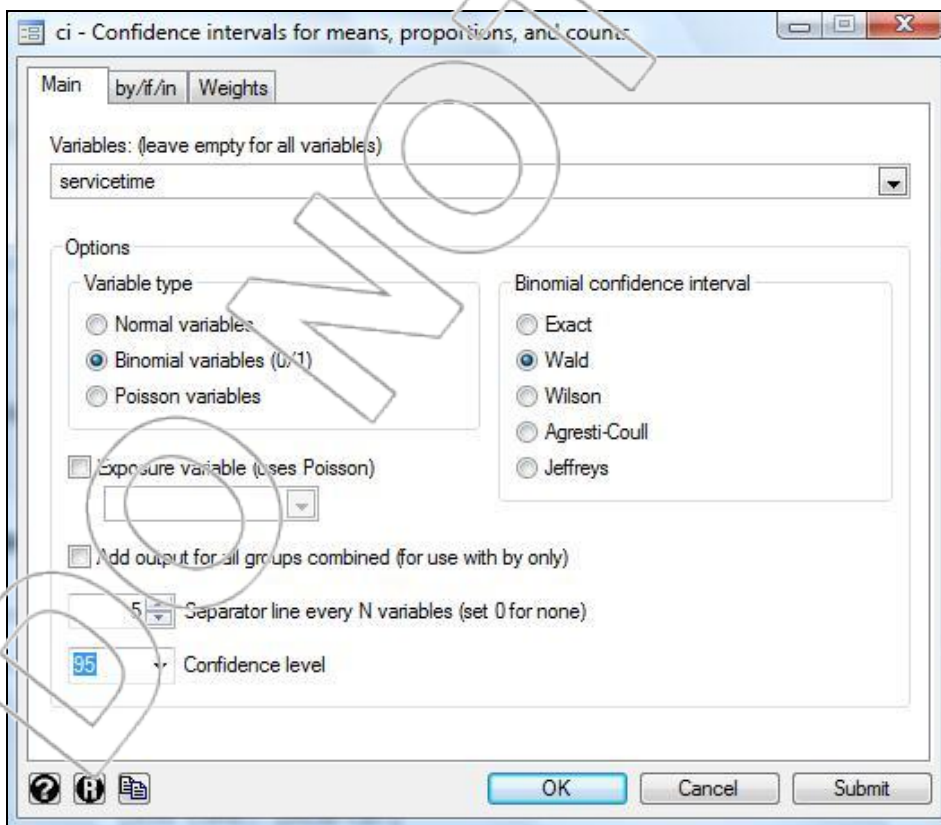 ci - Confidence intervals for means, proportions, and counts
Main
by/if/in
Weights
Variables: (leave empty for all variables)
servicetime
Options
Variable type
Normal variables
Binomial variables (0/1)
Poisson variables
Binomial confidence interval
Exact
Wald
Wilson
Agresti-Coull
Jeffreys
Exposure variable (uses Poisson)
Add output for all groups combined (for use with by only)
5 Separator line every N variables (set 0 for none)
95 Confidence level
OK
Cancel
Submit
DO NOT